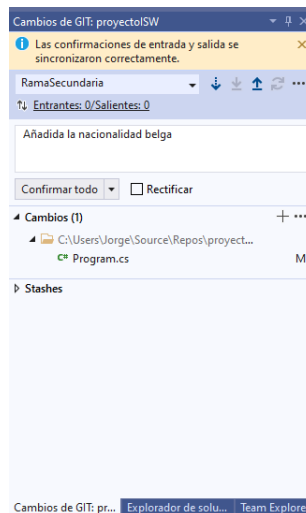 Cambios de GIT: proyectoISW
Las confirmaciones de entrada y salida se
sincronizaron correctamente.
RamaSecundaria
Entrantes: 0/Salientes: 0
Añadida la nacionalidad belga
Confirmar todo
Rectificar
Cambios (1)
C:\Users\Jorge\Source\Repos\proyect...
C# Program.cs M
Stashes
Cambios de GIT: pr... Explorador de solu... Team Explore